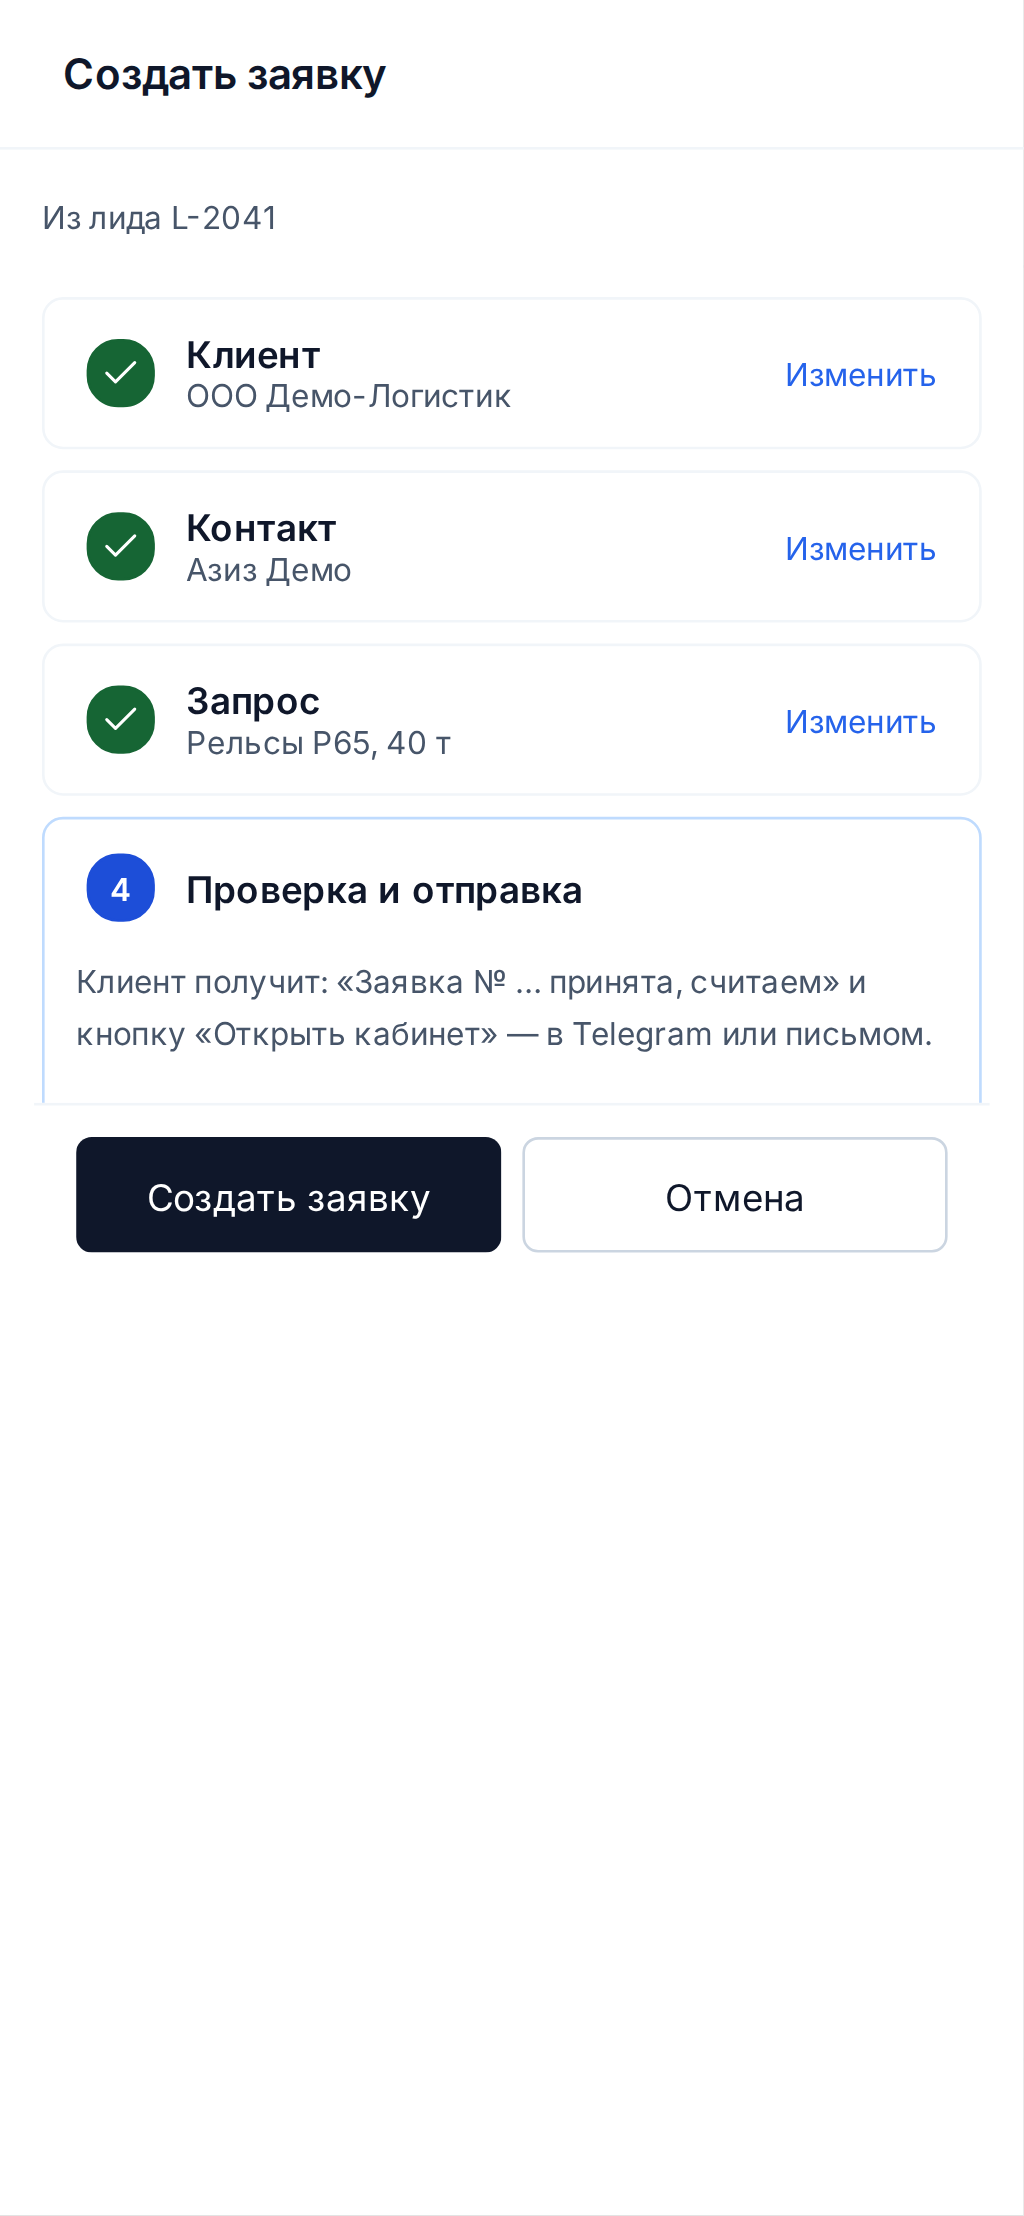 Создать заявку
Из лида L-2041
Клиент
ООО Демо-Логистик
Изменить
Контакт
Азиз Демо
Изменить
Запрос
Рельсы Р65, 40 т
Изменить
4
Проверка и отправка
Клиент получит: «Заявка № ... принята, считаем» и
кнопку «Открыть кабинет» — в Telegram или письмом.
Создать заявку
Отмена